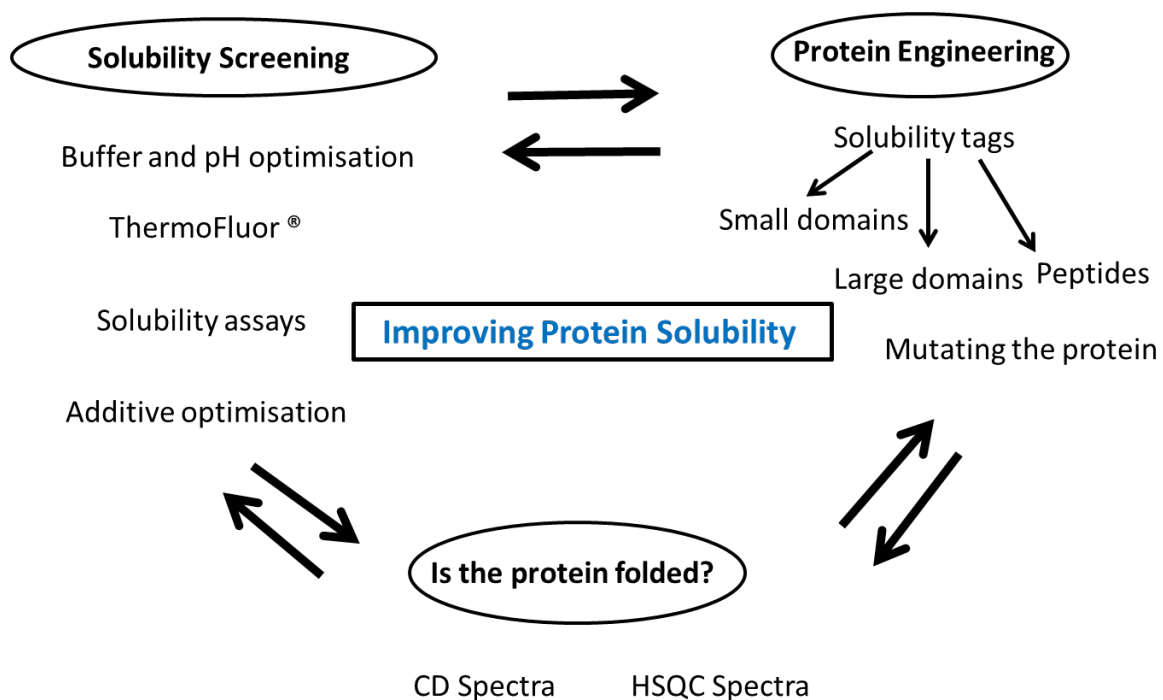 Solubility Screening
Protein Engineering
Buffer and pH optimisation
Solubility tags
ThermoFluor ®
Small domains
Large domains
Peptides
Solubility assays
Improving Protein Solubility
Mutating the protein
Additive optimisation
Is the protein folded?
CD Spectra
HSQC Spectra